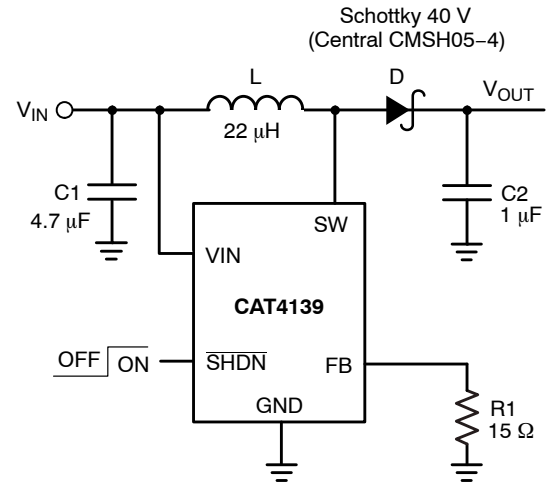 Schottky 40 V
(Central CMSH05−4)
L
D
VIN
VOUT
22 μH
C1
4.7 μF
C2
1 μF
SW
VIN
CAT4139
OFF ON
SHDN
FB
GND
R1
15 Ω